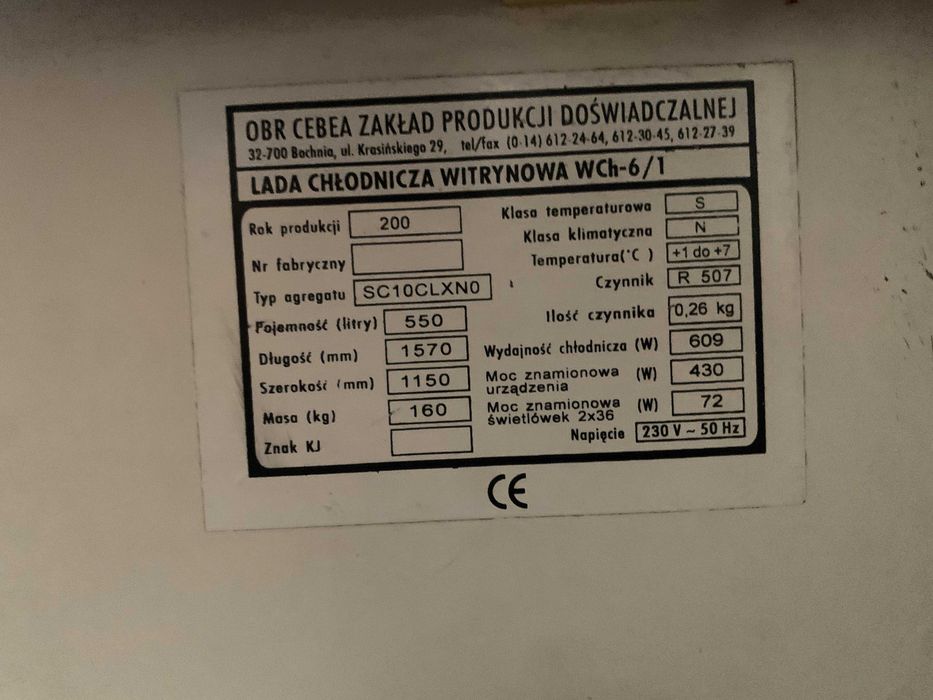 OBR CEBEA ZAKŁAD PRODUKCJI DOŚWIADCZALNEJ
32-700 Bochnia, ul. Krasińskiego 29, tel/fax (0-14) 612-24-64, 612-30-45, 612-27-39
LADA CHŁODNICZA WITRYNOWA WCh-6/1
Rok produkcji 200
Nr fabryczny
Typ agregatu SC10CLXN0
Pojemność (litry) 550
Długość (mm) 1570
Szerokość (mm) 1150
Masa (kg) 160
Znak KJ
Klasa temperaturowa S
Klasa klimatyczna N
Temperatura(°C ) +1 do +7
Czynnik R 507
Ilość czynnika 0,26 kg
Wydajność chłodnicza (W) 609
Moc znamionowa
urządzenia (W) 430
Moc znamionowa
świetlówek 2x36 (W) 72
Napięcie 230 V ~ 50 Hz
CE